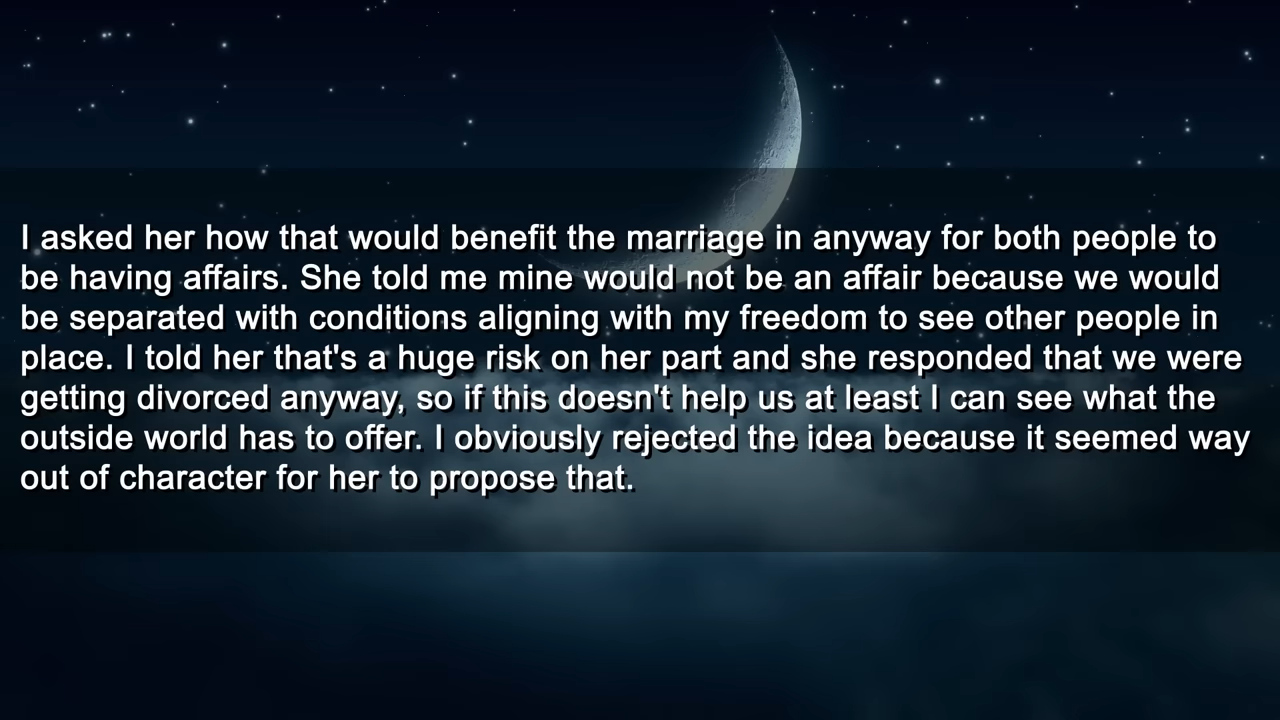 I asked her how that would benefit the marriage in anyway for both people to
be having affairs. She told me mine would not be an affair because we would
be separated with conditions aligning with my freedom to see other people in
place. I told her that's a huge risk on her part and she responded that we were
getting divorced anyway, so if this doesn't help us at least I can see what the
outside world has to offer. I obviously rejected the idea because it seemed way
out of character for her to propose that.